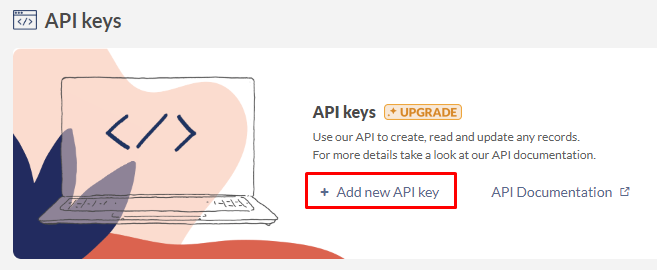 API keys
</>
API keys UPGRADE
Use our API to create, read and update any records.
For more details take a look at our API documentation.
+ Add new API key API Documentation